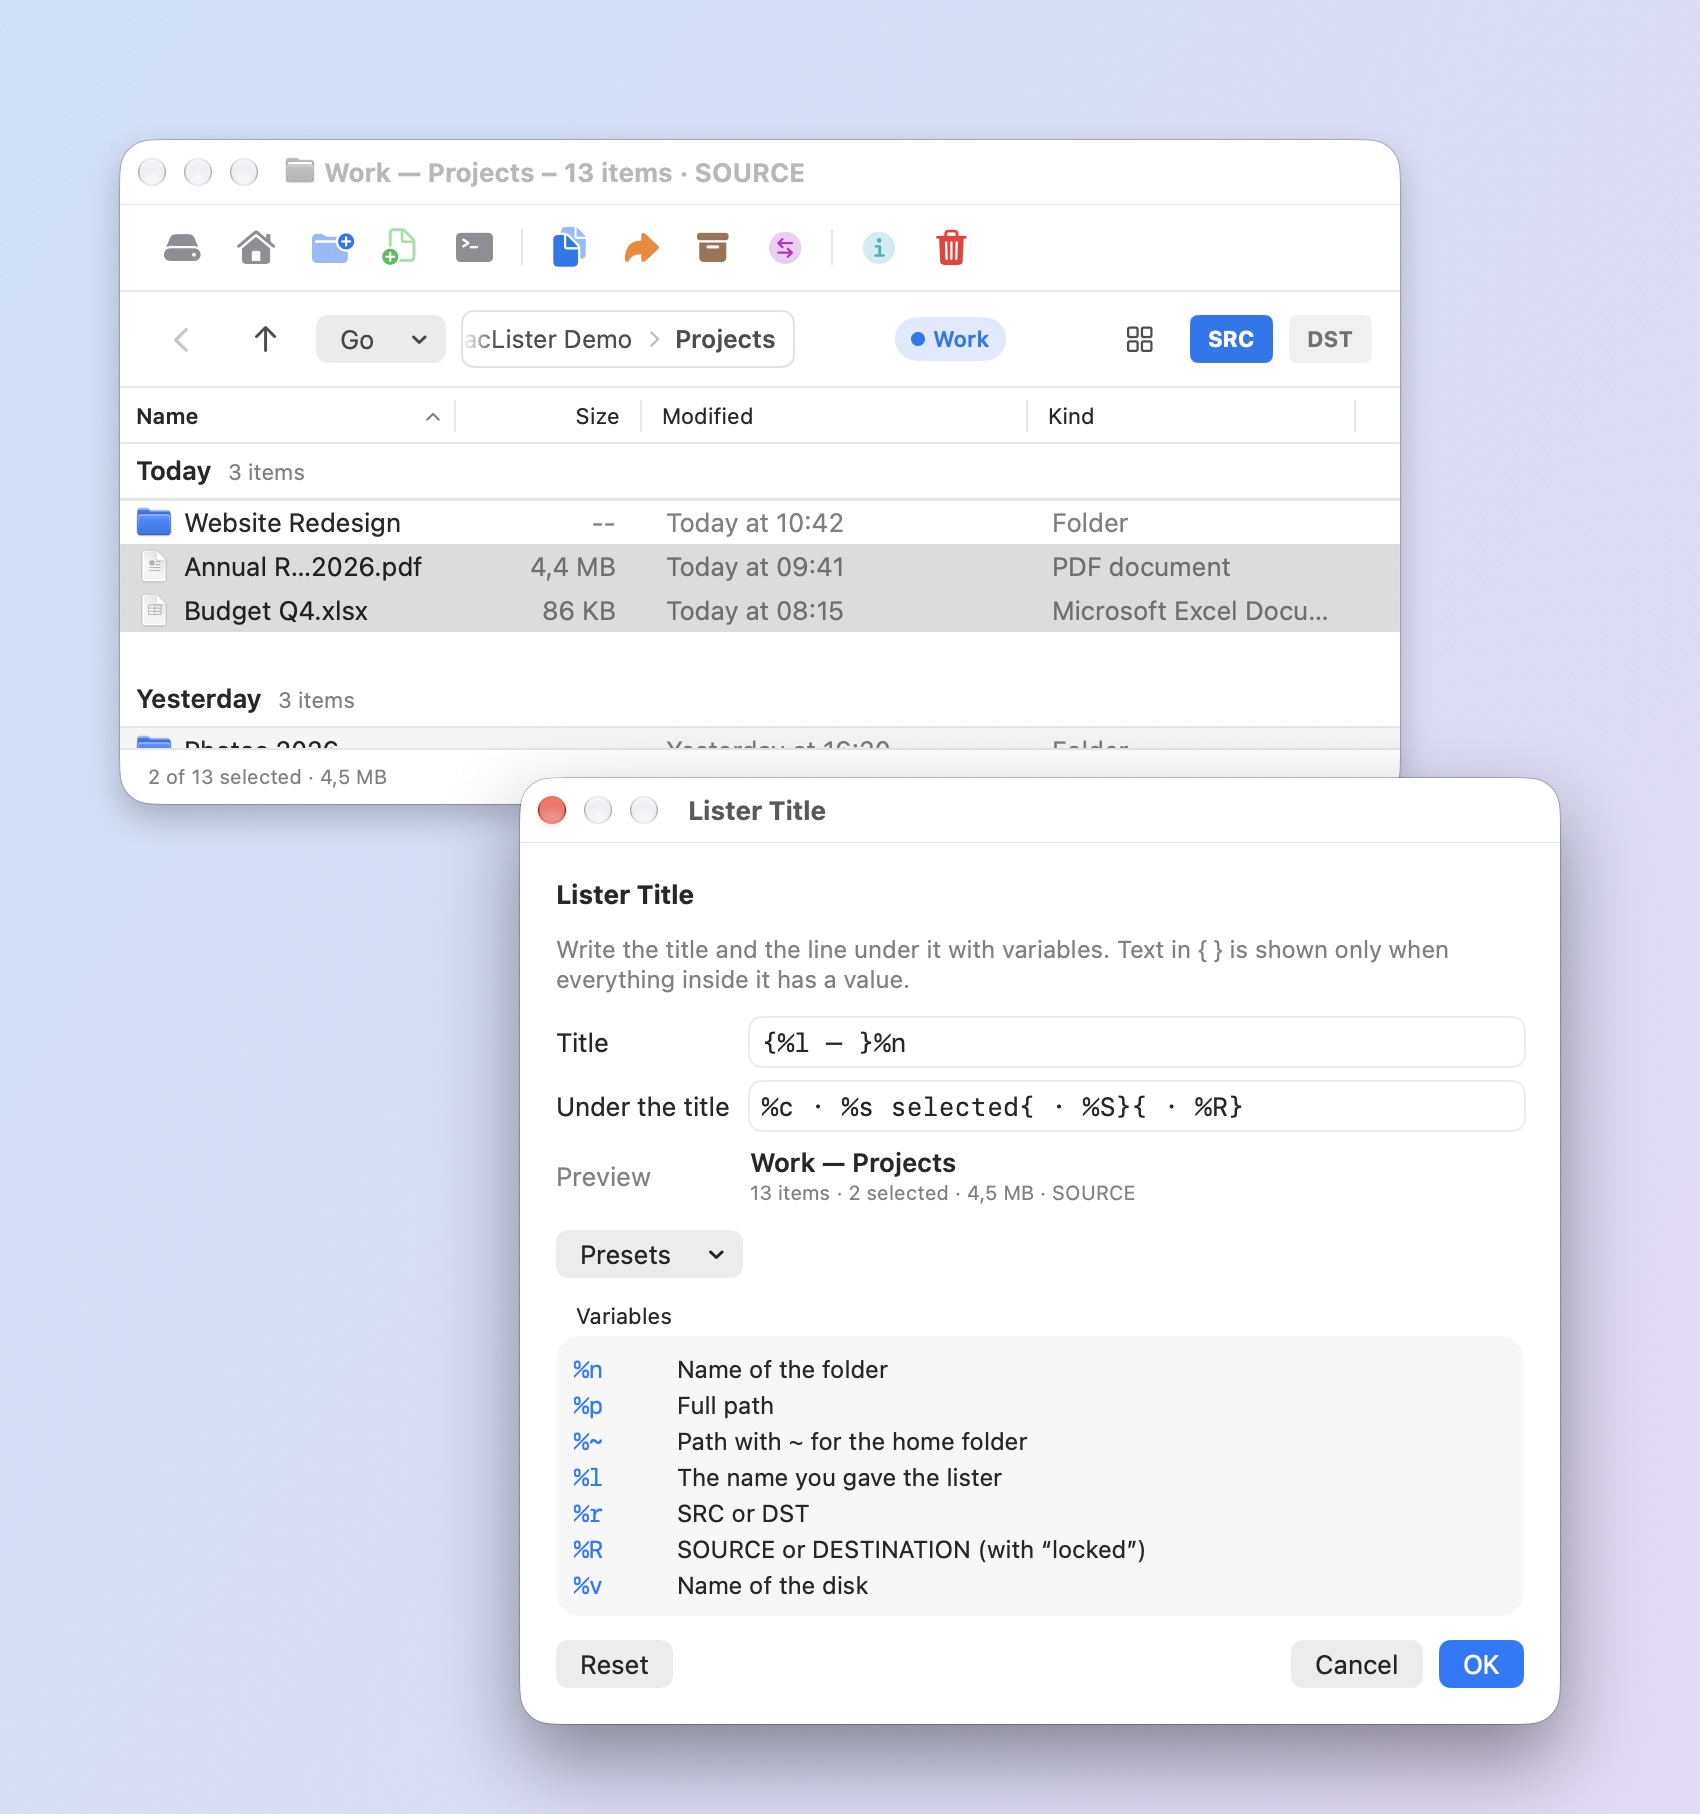 Work — Projects – 13 items · SOURCE
Go
acLister Demo > Projects
Work
SRC
DST
Name Size Modified Kind
Today 3 items
Website Redesign -- Today at 10:42 Folder
Annual R...2026.pdf 4,4 MB Today at 09:41 PDF document
Budget Q4.xlsx 86 KB Today at 08:15 Microsoft Excel Docu...
Yesterday 3 items
Photos 2026 Yesterday at 16:20 Folder
2 of 13 selected · 4,5 MB
Lister Title
Lister Title
Write the title and the line under it with variables. Text in { } is shown only when
everything inside it has a value.
Title {%l — }%n
Under the title %c · %s selected{ · %S}{ · %R}
Preview Work — Projects
13 items · 2 selected · 4,5 MB · SOURCE
Presets
Variables
%n Name of the folder
%p Full path
%~ Path with ~ for the home folder
%l The name you gave the lister
%r SRC or DST
%R SOURCE or DESTINATION (with “locked”)
%v Name of the disk
Reset Cancel OK